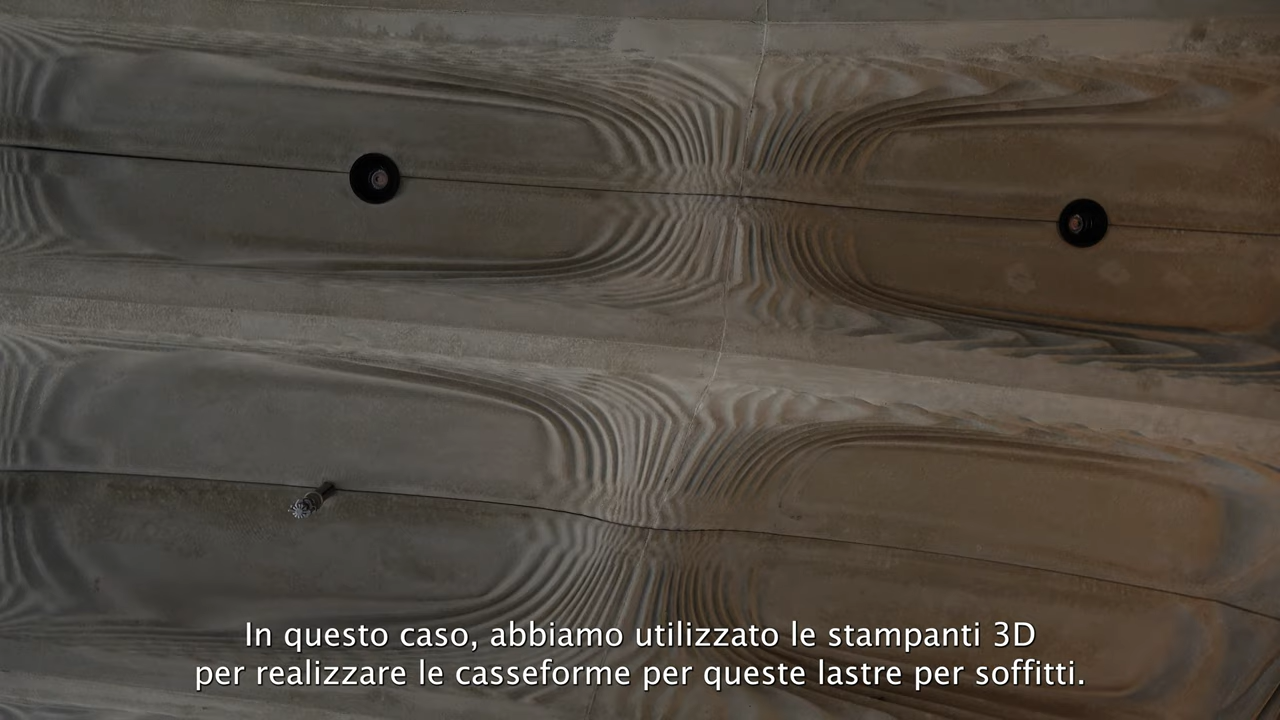 In questo caso, abbiamo utilizzato le stampanti 3D
per realizzare le casseforme per queste lastre per soffitti.